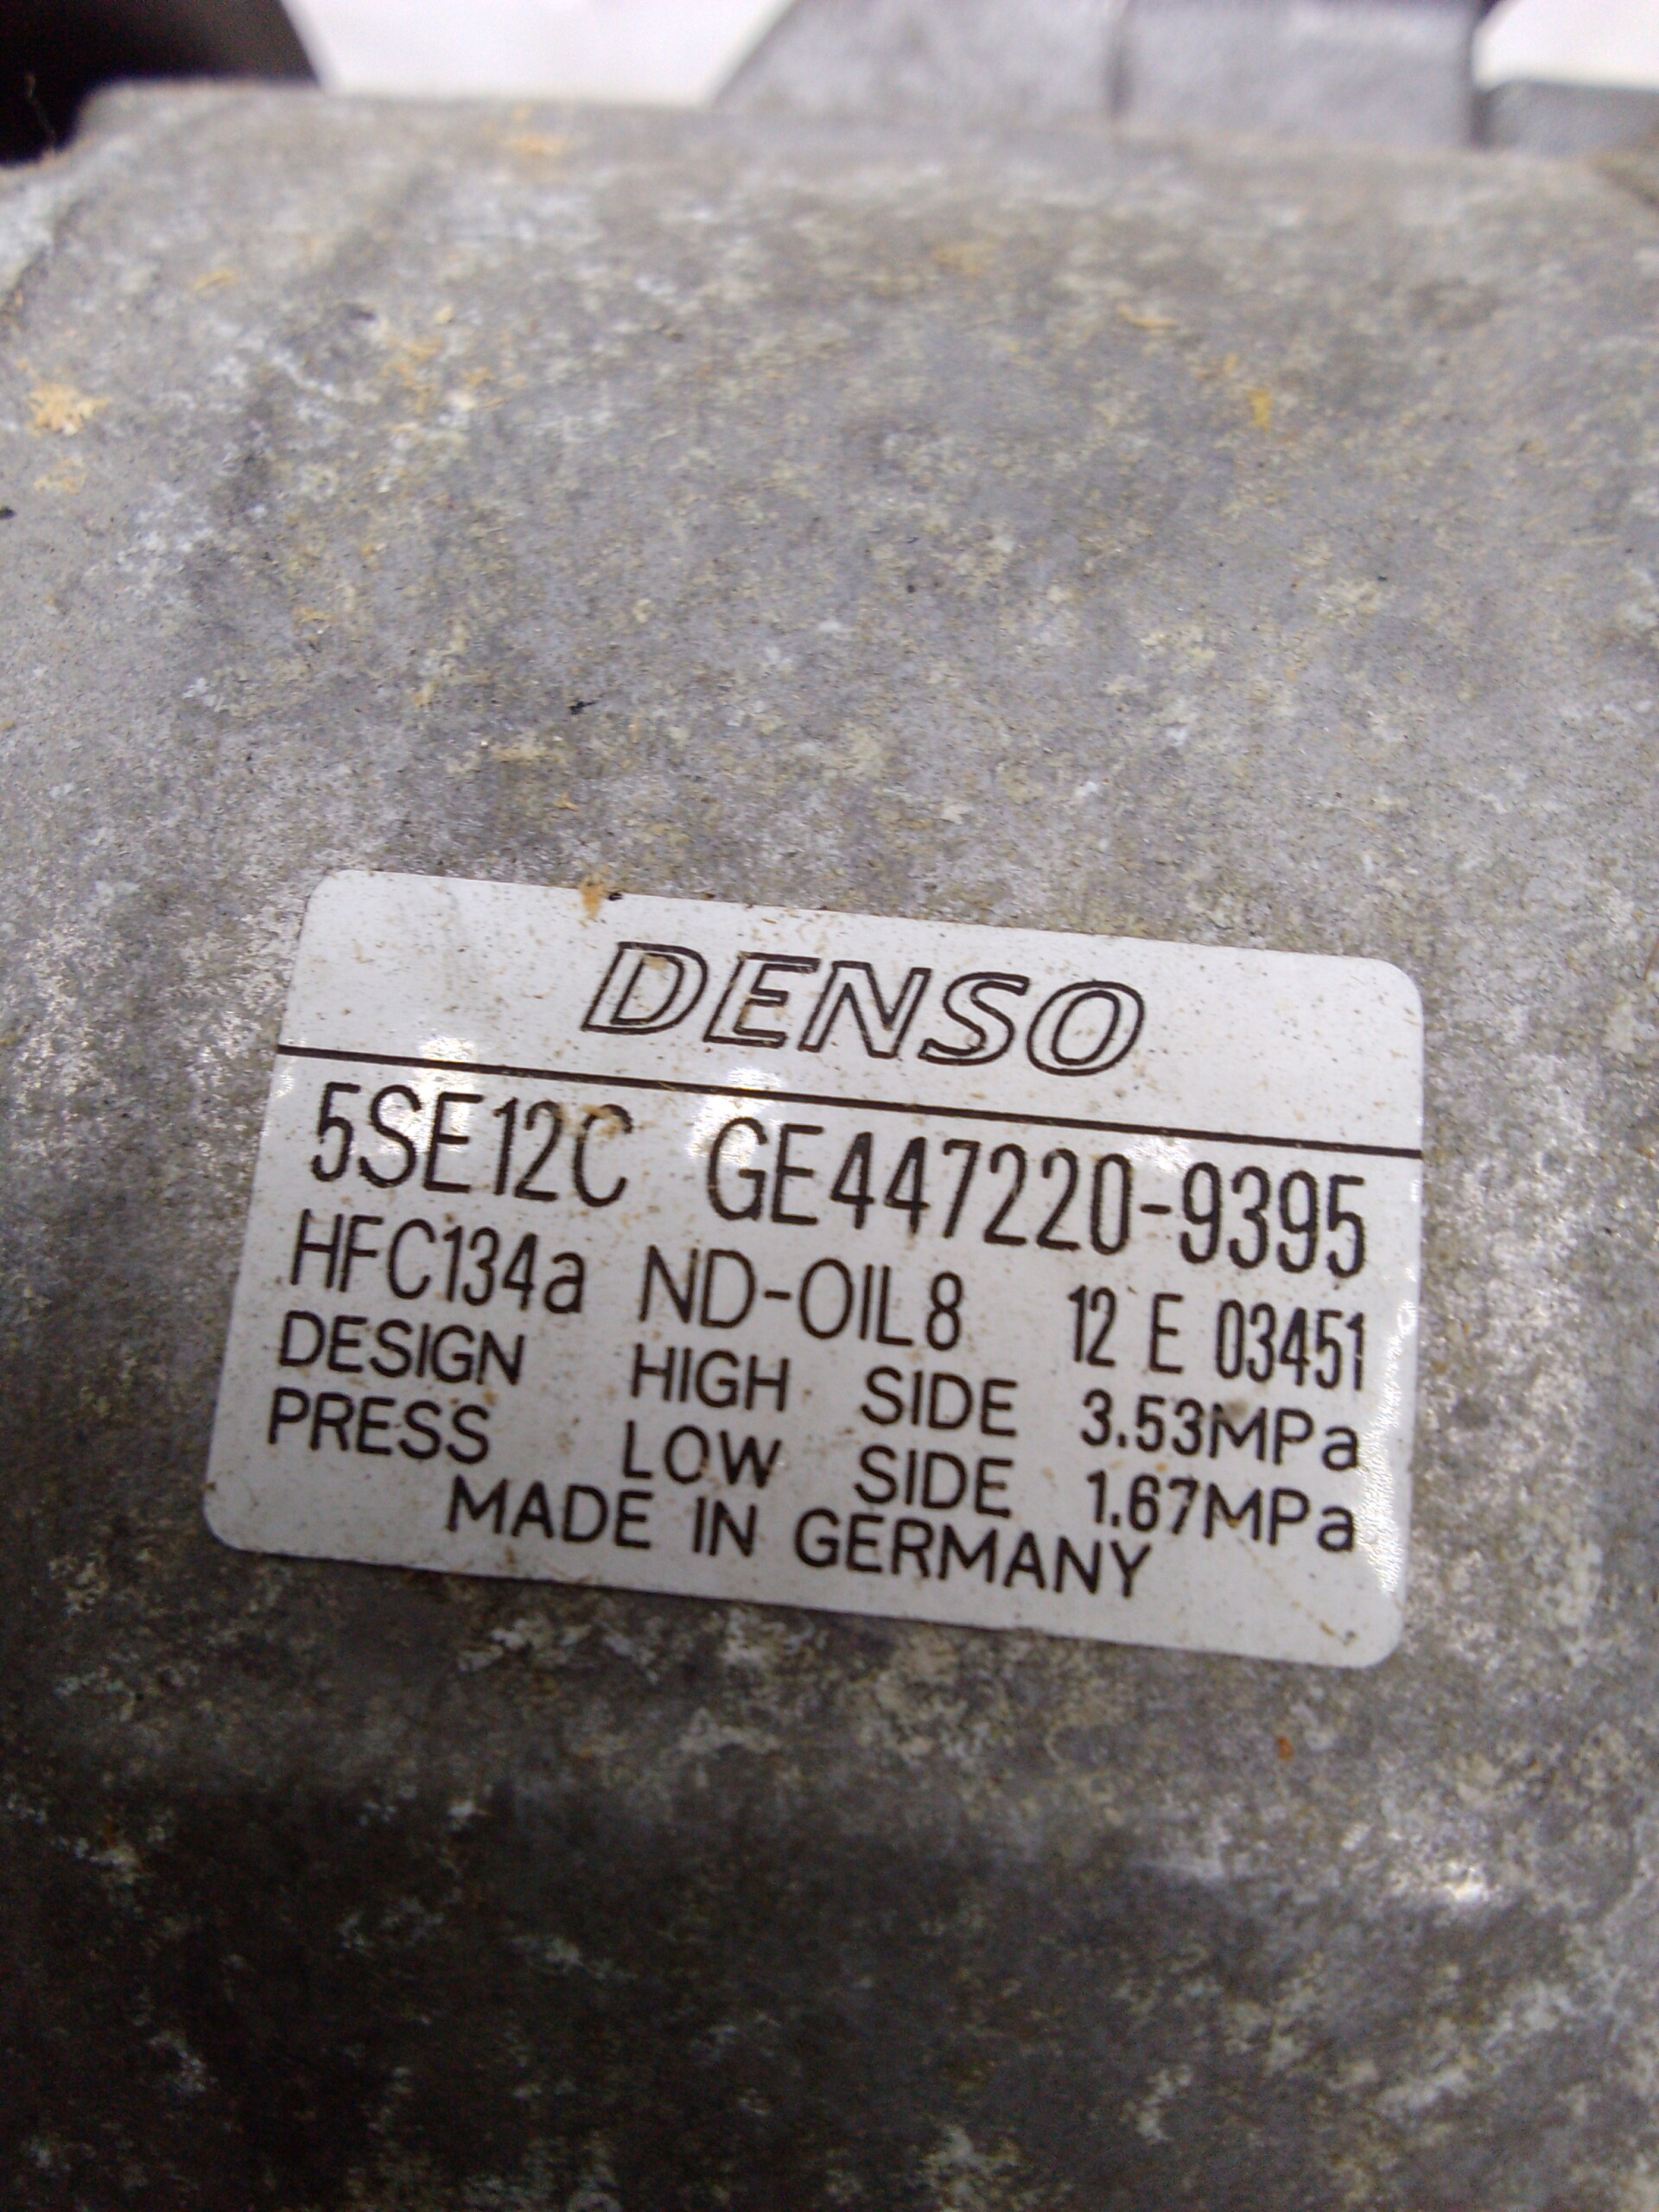 DENSO
5SE12C GE447220-9395
HFC134a ND-OIL8 12 E 03451
DESIGN HIGH SIDE 3.53MPa
PRESS LOW SIDE 1.67MPa
MADE IN GERMANY